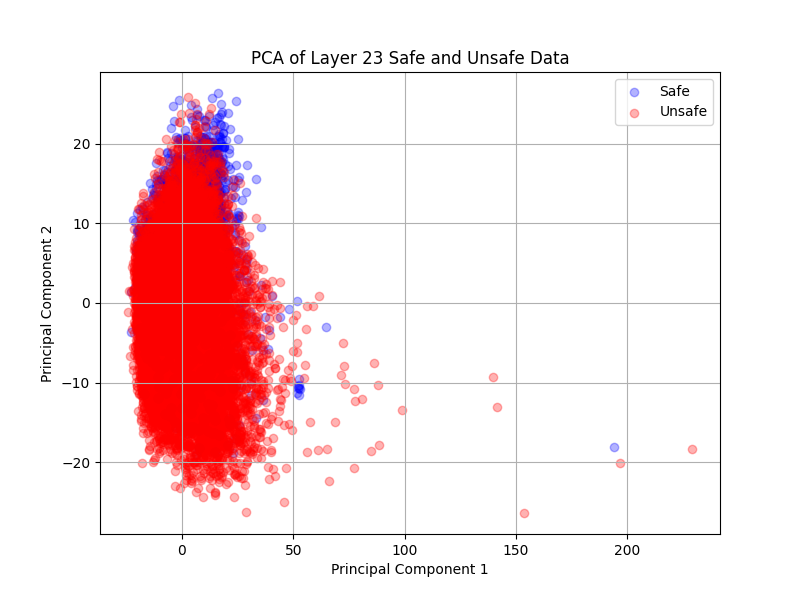 PCA of Layer 23 Safe and Unsafe Data
Safe
Unsafe
20
10
0
−10
−20
Principal Component 2
0
50
100
150
200
Principal Component 1